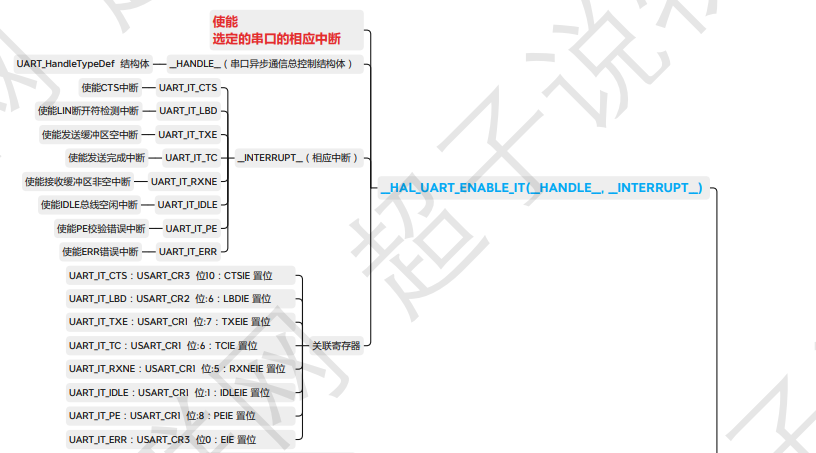 使能
选定的串口的相应中断
UART_HandleTypeDef 结构体
_HANDLE_（串口异步通信总控制结构体）
使能CTS中断
UART_IT_CTS
使能LIN断开符检测中断
UART_IT_LBD
使能发送缓冲区空中断
UART_IT_TXE
使能发送完成中断
UART_IT_TC
_INTERRUPT_（相应中断）
使能接收缓冲区非空中断
UART_IT_RXNE
使能IDLE总线空闲中断
UART_IT_IDLE
使能PE校验错误中断
UART_IT_PE
使能ERR错误中断
UART_IT_ERR
__HAL_UART_ENABLE_IT(__HANDLE__, __INTERRUPT__)
UART_IT_CTS：USART_CR3 位10：CTSIE 置位
UART_IT_LBD：USART_CR2 位:6：LBDIE 置位
UART_IT_TXE：USART_CR1 位:7：TXEIE 置位
UART_IT_TC：USART_CR1 位:6：TCIE 置位
关联寄存器
UART_IT_RXNE：USART_CR1 位:5：RXNEIE 置位
UART_IT_IDLE：USART_CR1 位:1：IDLEIE 置位
UART_IT_PE：USART_CR1 位:8：PEIE 置位
UART_IT_ERR：USART_CR3 位0：EIE 置位
超子说